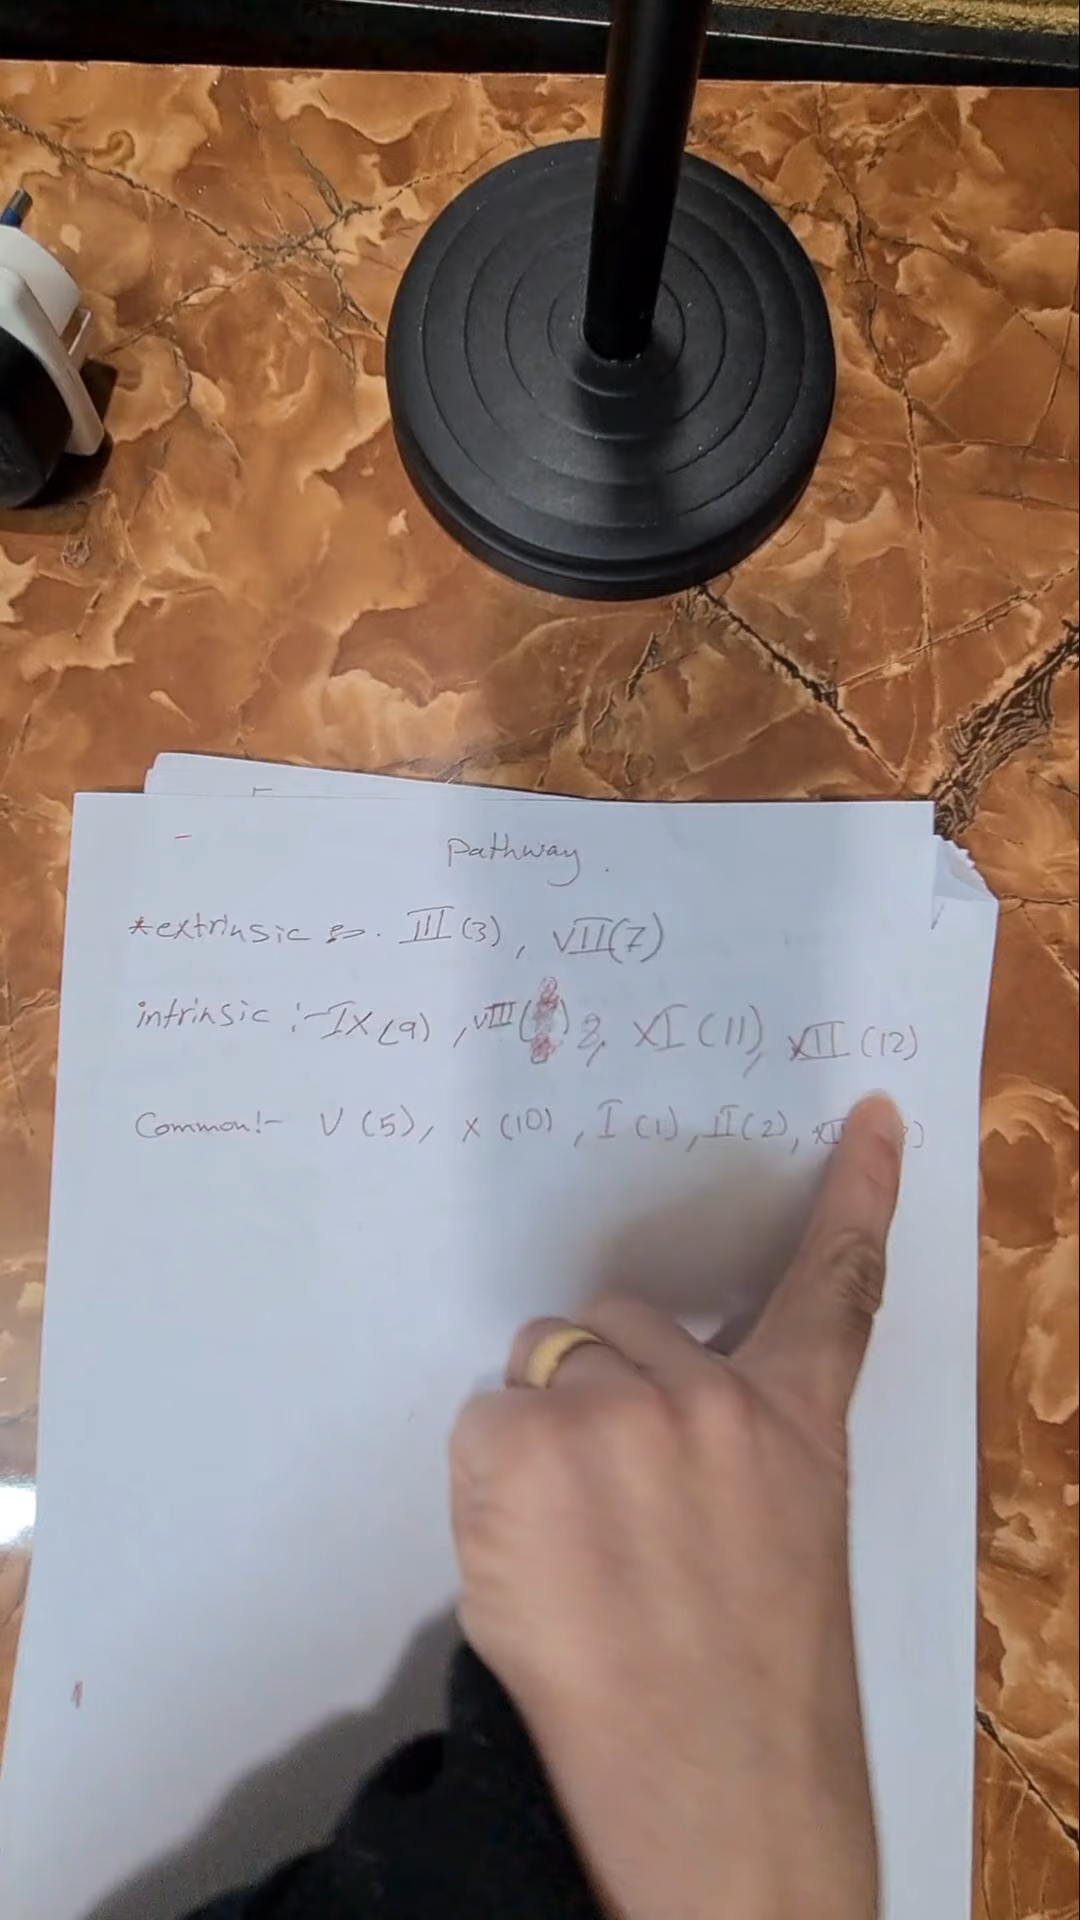 Pathway.
*extrinsic :- III (3), VII (7)
intrinsic :- IX (9), VIII ( ) 8, XI (11), XII (12)
Common :- V (5), X (10), I (1), II (2),